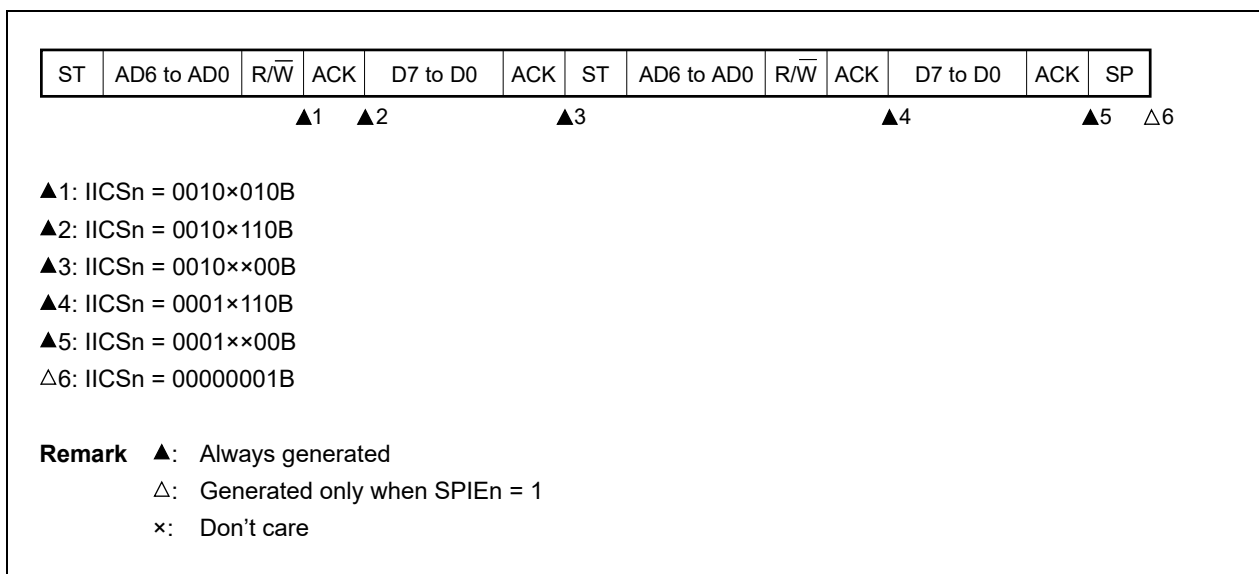 ST AD6 to AD0 R/W̅ ACK D7 to D0 ACK ST AD6 to AD0 R/W̅ ACK D7 to D0 ACK SP
▲1 ▲2 ▲3 ▲4 ▲5 △6
▲1: IICSn = 0010×010B
▲2: IICSn = 0010×110B
▲3: IICSn = 0010××00B
▲4: IICSn = 0001×110B
▲5: IICSn = 0001××00B
△6: IICSn = 00000001B
Remark ▲: Always generated
△: Generated only when SPIEn = 1
×: Don't care